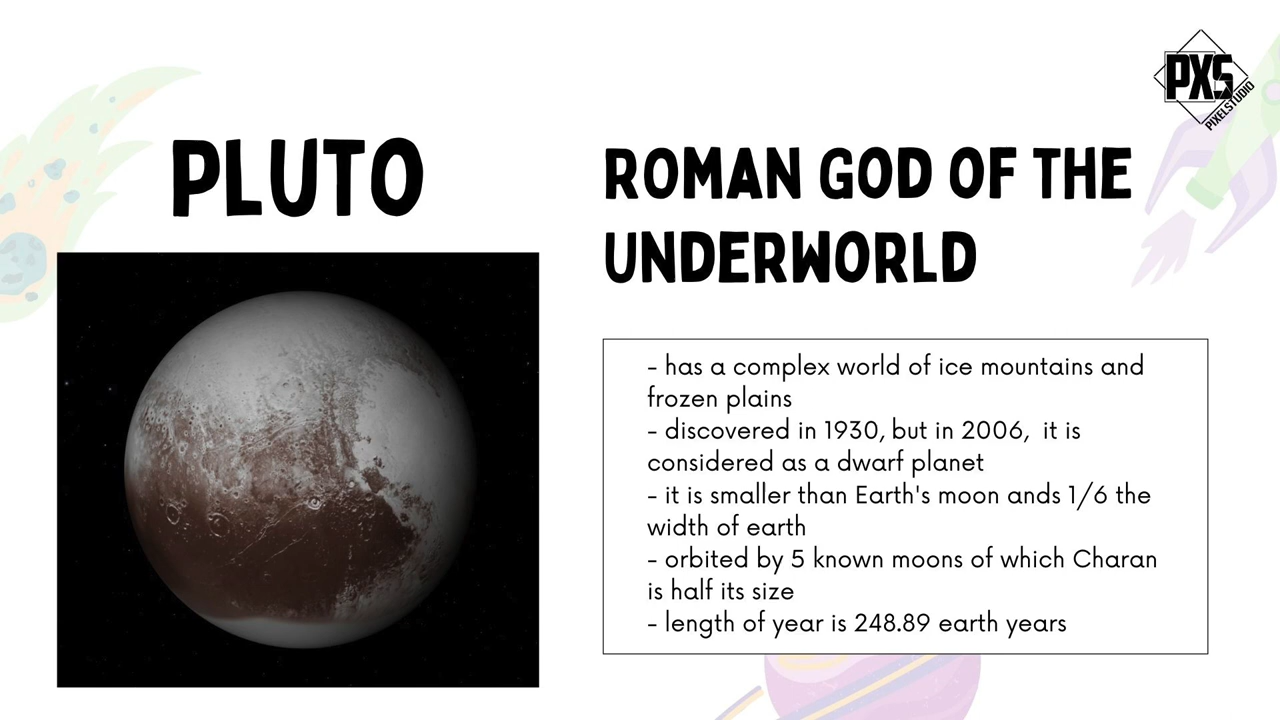 PXS
PIXELSTUDIO
PLUTO
ROMAN GOD OF THE
UNDERWORLD
- has a complex world of ice mountains and
frozen plains
- discovered in 1930, but in 2006,  it is
considered as a dwarf planet
- it is smaller than Earth's moon ands 1/6 the
width of earth
- orbited by 5 known moons of which Charan
is half its size
- length of year is 248.89 earth years